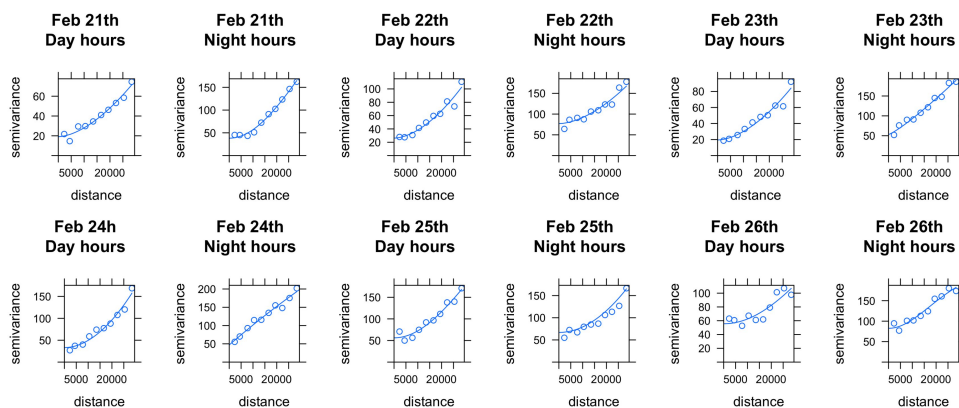 Feb 21th Feb 21th Feb 22th Feb 22th Feb 23th Feb 23th
Day hours Night hours Day hours Night hours Day hours Night hours
semivariance 20 40 60
5000 20000
distance
semivariance 50 100 150
5000 20000
distance
semivariance 20 40 60 80 100
5000 20000
distance
semivariance 50 100 150
5000 20000
distance
semivariance 20 40 60 80
5000 20000
distance
semivariance 50 100 150
5000 20000
distance
Feb 24h Feb 24th Feb 25th Feb 25th Feb 26th Feb 26th
Day hours Night hours Day hours Night hours Day hours Night hours
semivariance 50 100 150
5000 20000
distance
semivariance 50 100 150 200
5000 20000
distance
semivariance 50 100 150
5000 20000
distance
semivariance 50 100 150
5000 20000
distance
semivariance 20 40 60 80 100
5000 20000
distance
semivariance 50 100 150
5000 20000
distance